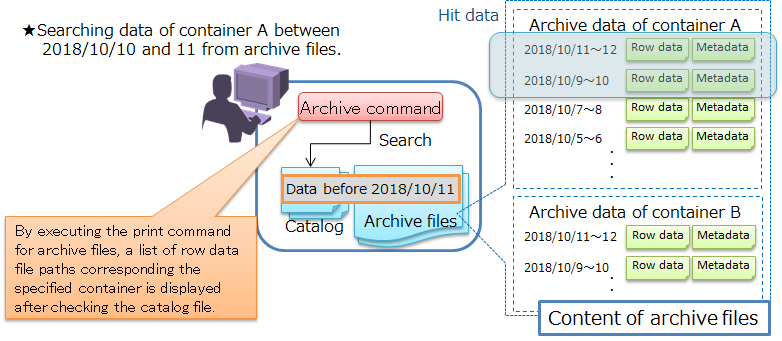 ★Searching data of container A between
2018/10/10 and 11 from archive files.
Archive command
Search
Data before 2018/10/11
Catalog
Archive files
By executing the print command
for archive files, a list of row data
file paths corresponding the
specified container is displayed
after checking the catalog file.
Hit data
Archive data of container A
2018/10/11～12 Row data Metadata
2018/10/9～10 Row data Metadata
2018/10/7～8 Row data Metadata
2018/10/5～6 Row data Metadata
Archive data of container B
2018/10/11～12 Row data Metadata
2018/10/9～10 Row data Metadata
Content of archive files